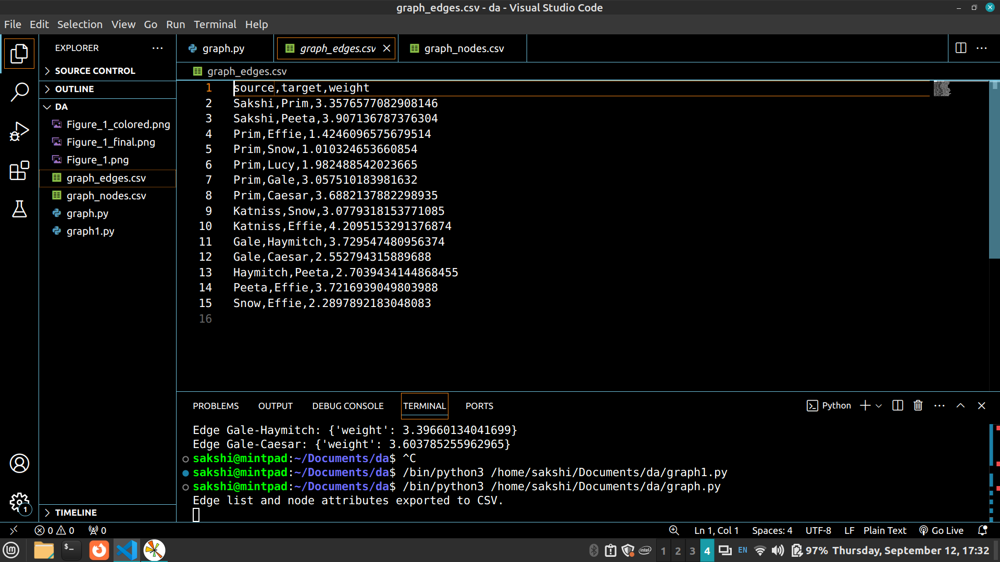 graph_edges.csv - da - Visual Studio Code
File Edit Selection View Go Run Terminal Help
EXPLORER
SOURCE CONTROL
OUTLINE
DA
Figure_1_colored.png
Figure_1_final.png
Figure_1.png
graph_edges.csv
graph_nodes.csv
graph.py
graph1.py
TIMELINE
graph.py graph_edges.csv graph_nodes.csv
graph_edges.csv
1 source,target,weight
2 Sakshi,Prim,3.3576577082908146
3 Sakshi,Peeta,3.907136787376304
4 Prim,Effie,1.4246096575679514
5 Prim,Snow,1.010324653660854
6 Prim,Lucy,1.982488542023665
7 Prim,Gale,3.057510183981632
8 Prim,Caesar,3.6882137882298935
9 Katniss,Snow,3.0779318153771085
10 Katniss,Effie,4.2095153291376874
11 Gale,Haymitch,3.729547480956374
12 Gale,Caesar,2.552794315889688
13 Haymitch,Peeta,2.7039434144868455
14 Peeta,Effie,3.7216939049803988
15 Snow,Effie,2.2897892183048083
16
PROBLEMS OUTPUT DEBUG CONSOLE TERMINAL PORTS Python
Edge Gale-Haymitch: {'weight': 3.39660134041699}
Edge Gale-Caesar: {'weight': 3.603785255962965}
sakshi@mintpad:~/Documents/da$ ^C
sakshi@mintpad:~/Documents/da$ /bin/python3 /home/sakshi/Documents/da/graph1.py
sakshi@mintpad:~/Documents/da$ /bin/python3 /home/sakshi/Documents/da/graph.py
Edge list and node attributes exported to CSV.
1
0 0 0 Ln 1, Col 1 Spaces: 4 UTF-8 LF Plain Text Go Live
$_ intel 1 2 3 4 EN 97% Thursday, September 12, 17:32